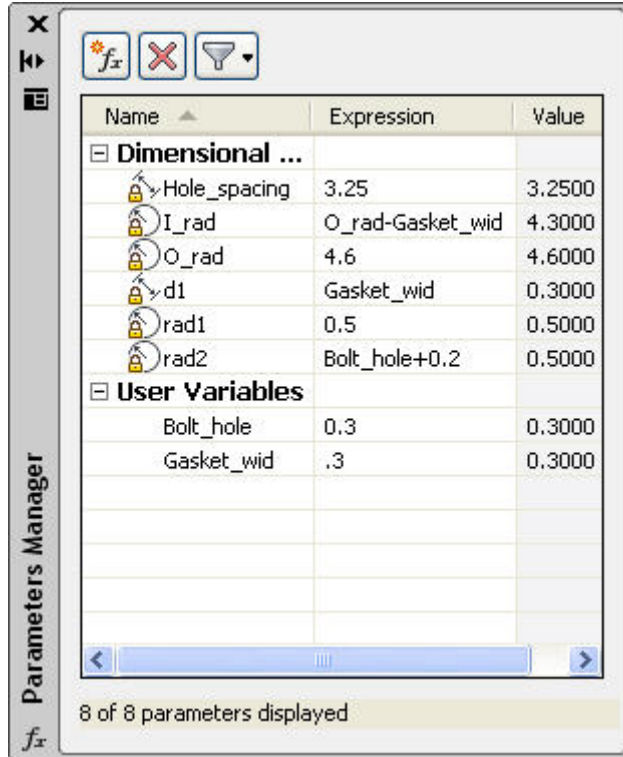 Name Expression Value
Dimensional ...
Hole_spacing 3.25 3.2500
I_rad O_rad-Gasket_wid 4.3000
O_rad 4.6 4.6000
d1 Gasket_wid 0.3000
rad1 0.5 0.5000
rad2 Bolt_hole+0.2 0.5000
User Variables
Bolt_hole 0.3 0.3000
Gasket_wid .3 0.3000
8 of 8 parameters displayed
Parameters Manager
fx
fx